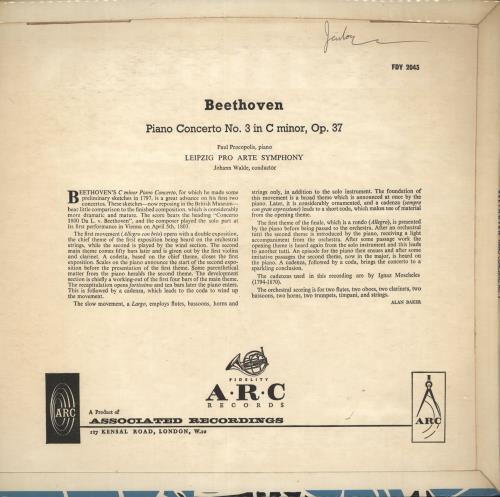 FDY 2045
Beethoven
Piano Concerto No. 3 in C minor, Op. 37
Paul Procopolis, piano
LEIPZIG PRO ARTE SYMPHONY
Johann Walde, conductor
BEETHOVEN'S C minor Piano Concerto, for which he made some
preliminary sketches in 1797, is a great advance on his first two
concertos. These sketches—now reposing in the British Museum—
bear little comparison to the finished composition, which is considerably
more dramatic and mature. The score bears the heading "Concerto
1800 Da L. v. Beethoven", and the composer played the solo part at
its first performance in Vienna on April 5th, 1803.
The first movement (Allegro con brio) opens with a double exposition,
the chief theme of the first exposition being heard on the orchestral
strings, while the second is played by the wind section. The second
main theme comes fifty bars later and is given out by the first violins
and clarinet. A codetta, based on the chief theme, closes the first
exposition. Scales on the piano announce the start of the second expo-
sition before the presentation of the first theme. Some parenthetical
matter from the piano heralds the second theme. The development
section is chiefly a working-out of the first four bars of the main theme.
The recapitulation opens fortissimo and ten bars later the piano enters.
This is followed by a cadenza, which leads to the coda to wind up
the movement.
The slow movement, a Largo, employs flutes, bassoons, horns and
strings only, in addition to the solo instrument. The foundation of
this movement is a broad theme which is announced at once by the
piano. Later, it is considerably ornamented, and a cadenza (sempre
con gran espressione) leads to a short coda, which makes use of material
from the opening theme.
The first theme of the finale, which is a rondo (Allegro), is presented
by the piano before being passed to the orchestra. After an orchestral
tutti the second theme is introduced by the piano, receiving a light
accompaniment from the orchestra. After some passage work the
opening theme is heard again from the solo instrument and this leads
to another tutti. An episode for the piano then ensues and after some
imitative passages the second theme, now in the major, is heard on
the piano. A cadenza, followed by a coda, brings the concerto to a
sparkling conclusion.
The cadenzas used in this recording are by Ignaz Moscheles
(1794-1870).
The orchestral scoring is for two flutes, two oboes, two clarinets, two
bassoons, two horns, two trumpets, timpani, and strings.
ALAN BAKER
FIDELITY
A·R·C
RECORDS
ARC
A Product of
ASSOCIATED RECORDINGS
127 KENSAL ROAD, LONDON, W.10
ARC